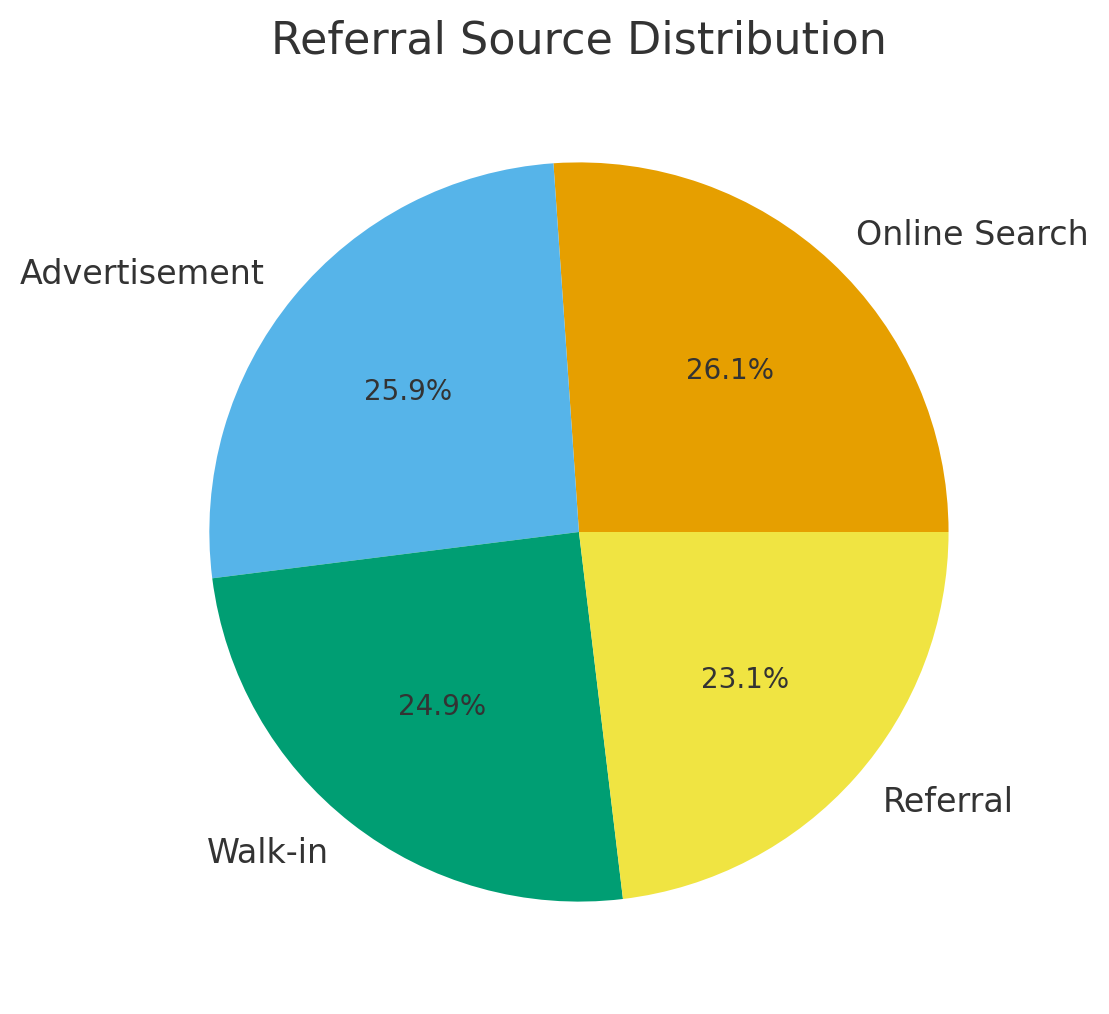 Referral Source Distribution
Online Search
Advertisement
26.1%
25.9%
23.1%
24.9%
Referral
Walk-in